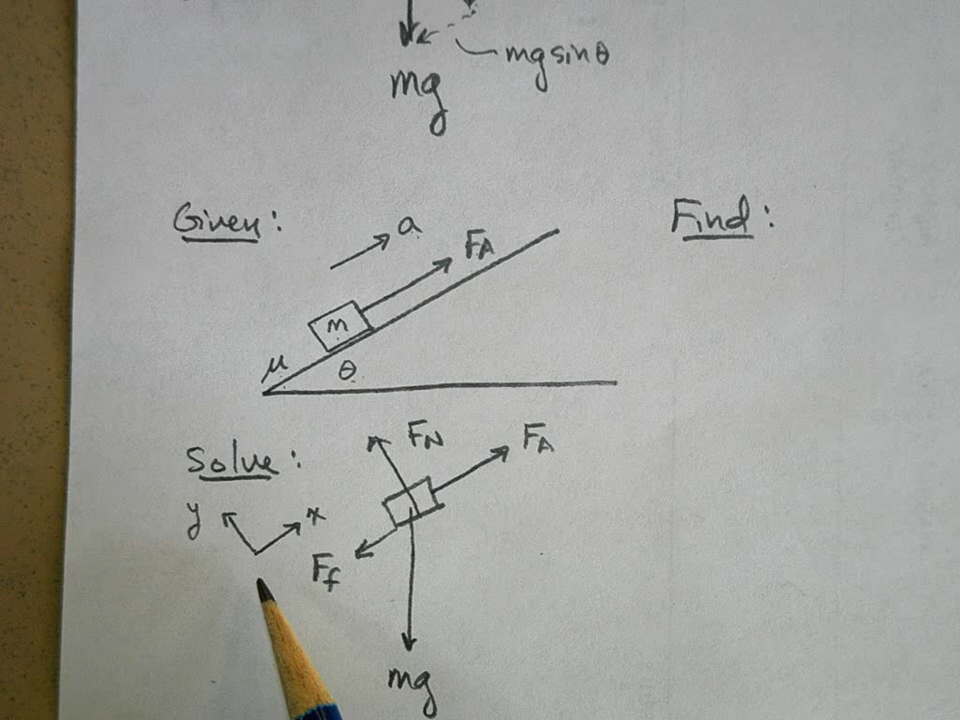 mg sin θ
mg
Given:
Find:
a
FA
m
μ
θ
Solve:
FN
FA
y
x
Ff
mg